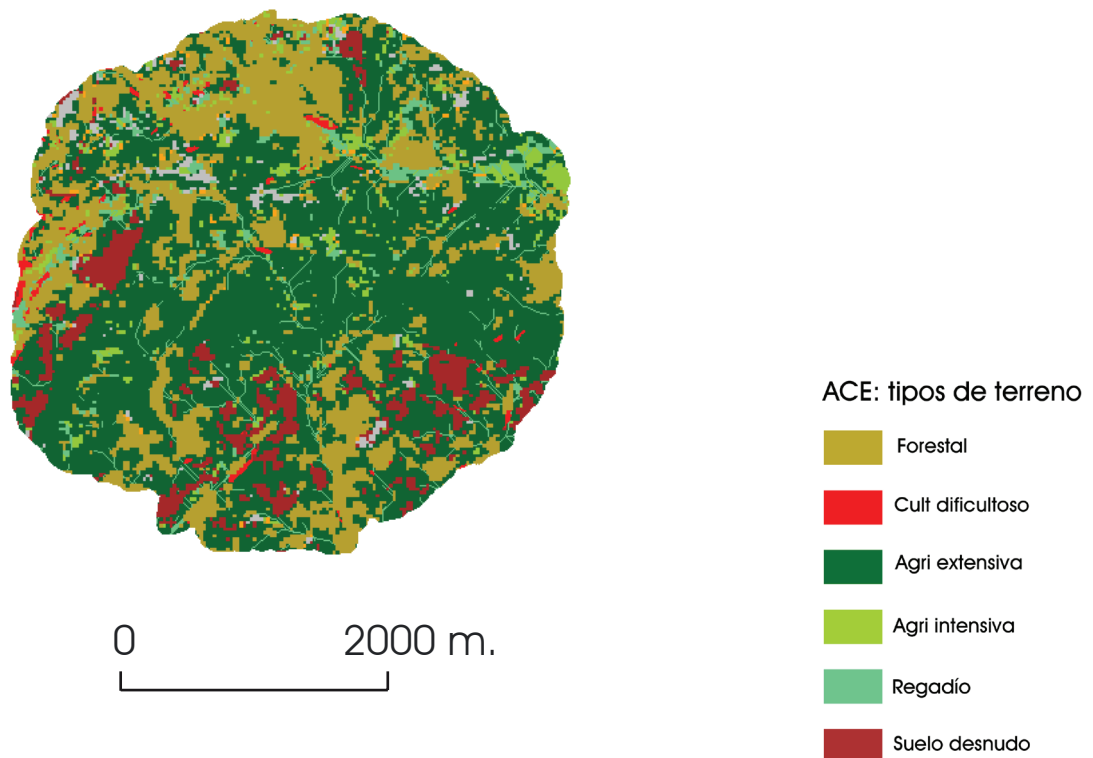 0 2000 m.
ACE: tipos de terreno
Forestal
Cult dificultoso
Agri extensiva
Agri intensiva
Regadío
Suelo desnudo